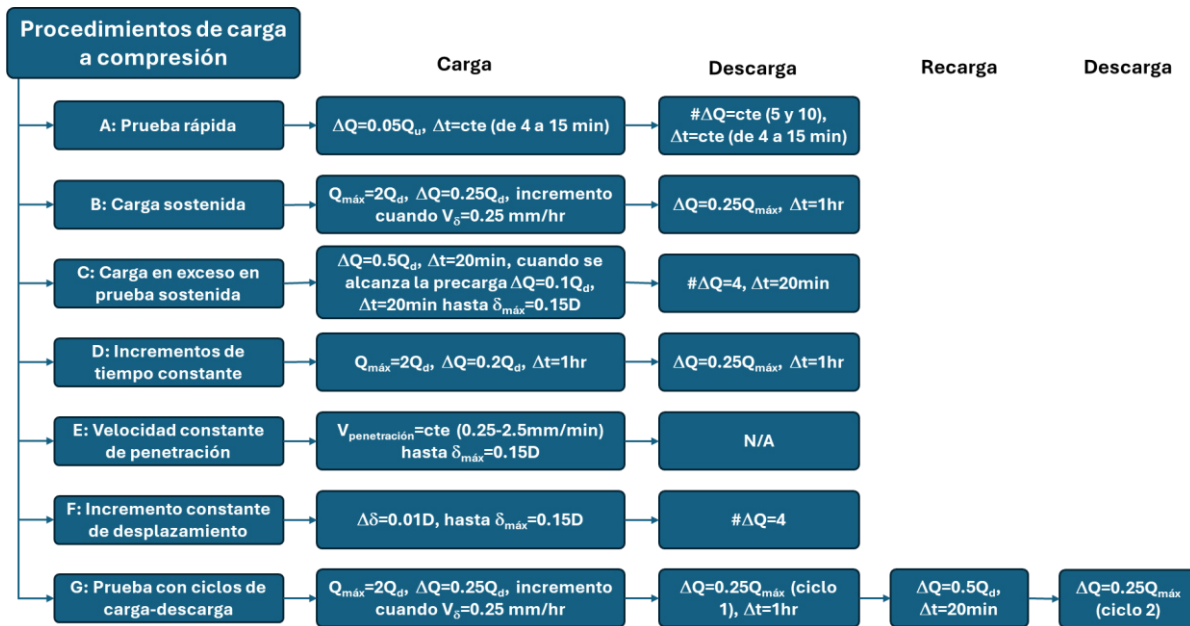 Procedimientos de carga
a compresión
Carga
Descarga
Recarga
Descarga
A: Prueba rápida
ΔQ=0.05Qᵤ, Δt=cte (de 4 a 15 min)
#ΔQ=cte (5 y 10),
Δt=cte (de 4 a 15 min)
B: Carga sostenida
Qmáx=2Qd, ΔQ=0.25Qd, incremento
cuando Vδ=0.25 mm/hr
ΔQ=0.25Qmáx, Δt=1hr
C: Carga en exceso en
prueba sostenida
ΔQ=0.5Qd, Δt=20min, cuando se
alcanza la precarga ΔQ=0.1Qd,
Δt=20min hasta δmáx=0.15D
#ΔQ=4, Δt=20min
D: Incrementos de
tiempo constante
Qmáx=2Qd, ΔQ=0.2Qd, Δt=1hr
ΔQ=0.25Qmáx, Δt=1hr
E: Velocidad constante
de penetración
Vpenetración=cte (0.25-2.5mm/min)
hasta δmáx=0.15D
N/A
F: Incremento constante
de desplazamiento
Δδ=0.01D, hasta δmáx=0.15D
#ΔQ=4
G: Prueba con ciclos de
carga-descarga
Qmáx=2Qd, ΔQ=0.25Qd, incremento
cuando Vδ=0.25 mm/hr
ΔQ=0.25Qmáx (ciclo
1), Δt=1hr
ΔQ=0.5Qd,
Δt=20min
ΔQ=0.25Qmáx
(ciclo 2)